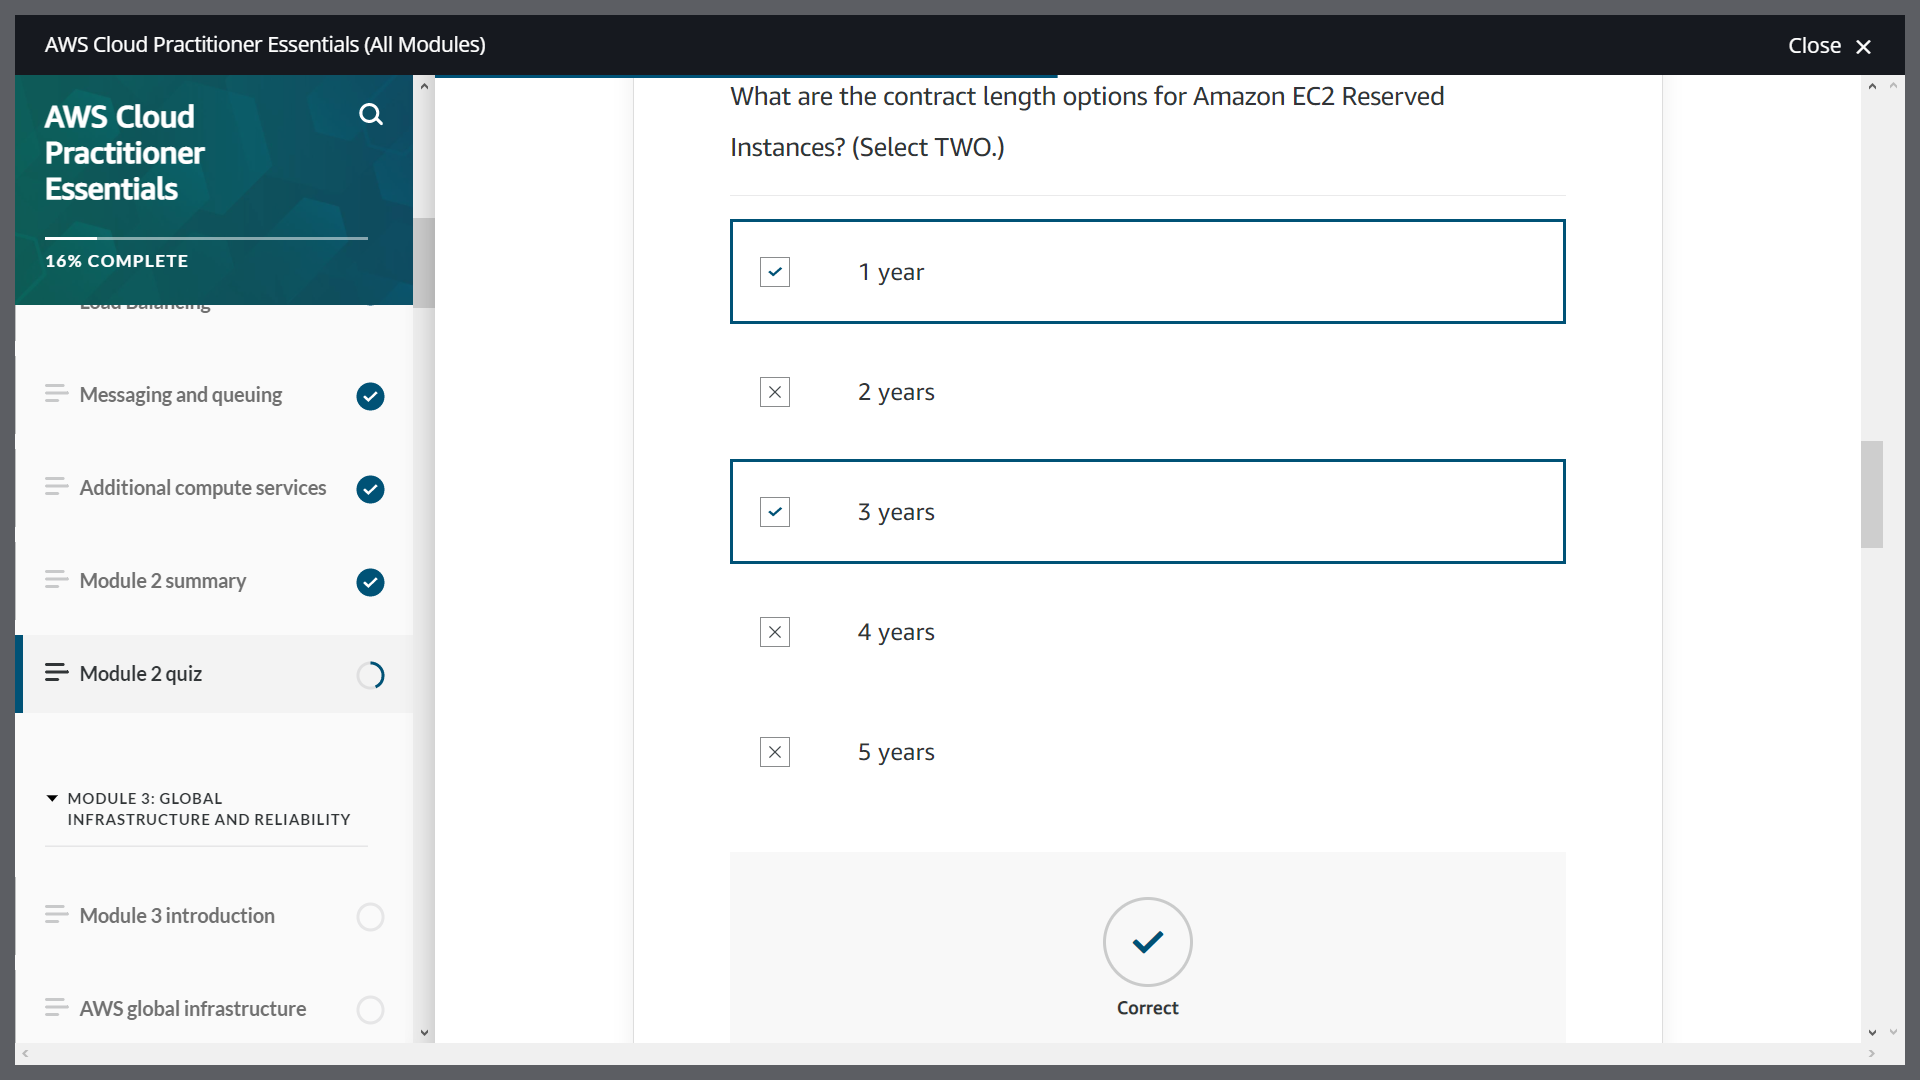 AWS Cloud Practitioner Essentials (All Modules)
Close
AWS Cloud
Practitioner
Essentials
16% COMPLETE
Load Balancing
Messaging and queuing
Additional compute services
Module 2 summary
Module 2 quiz
MODULE 3: GLOBAL
INFRASTRUCTURE AND RELIABILITY
Module 3 introduction
AWS global infrastructure
What are the contract length options for Amazon EC2 Reserved
Instances? (Select TWO.)
1 year
2 years
3 years
4 years
5 years
Correct